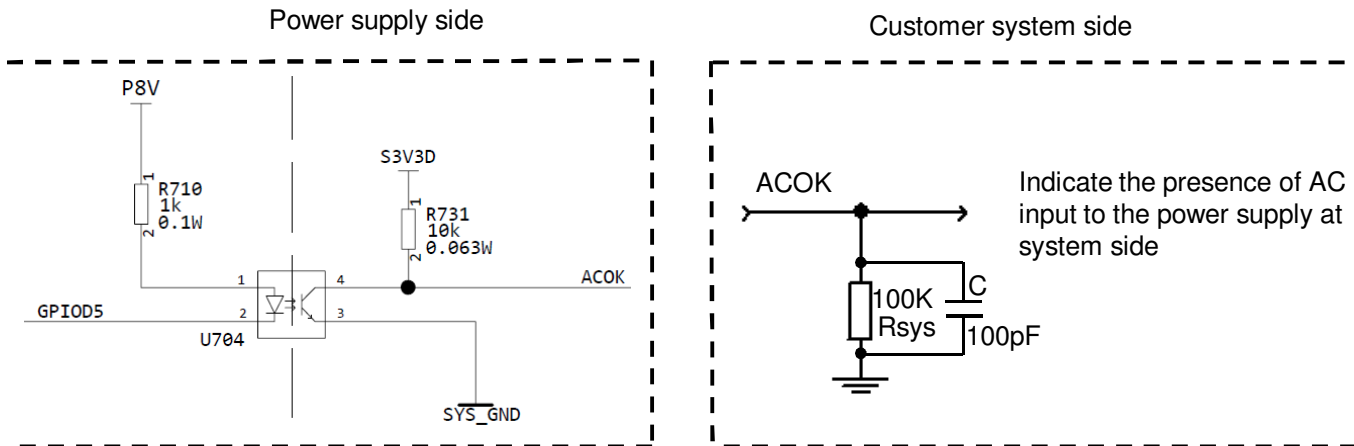 Power supply side
Customer system side
P8V
1
R710
1k
0.1W
2
S3V3D
1
R731
10k
0.063W
2
1
4
ACOK
GPIOD5
2
3
U704
SYS_GND
ACOK
Indicate the presence of AC
input to the power supply at
system side
100K
Rsys
C
100pF